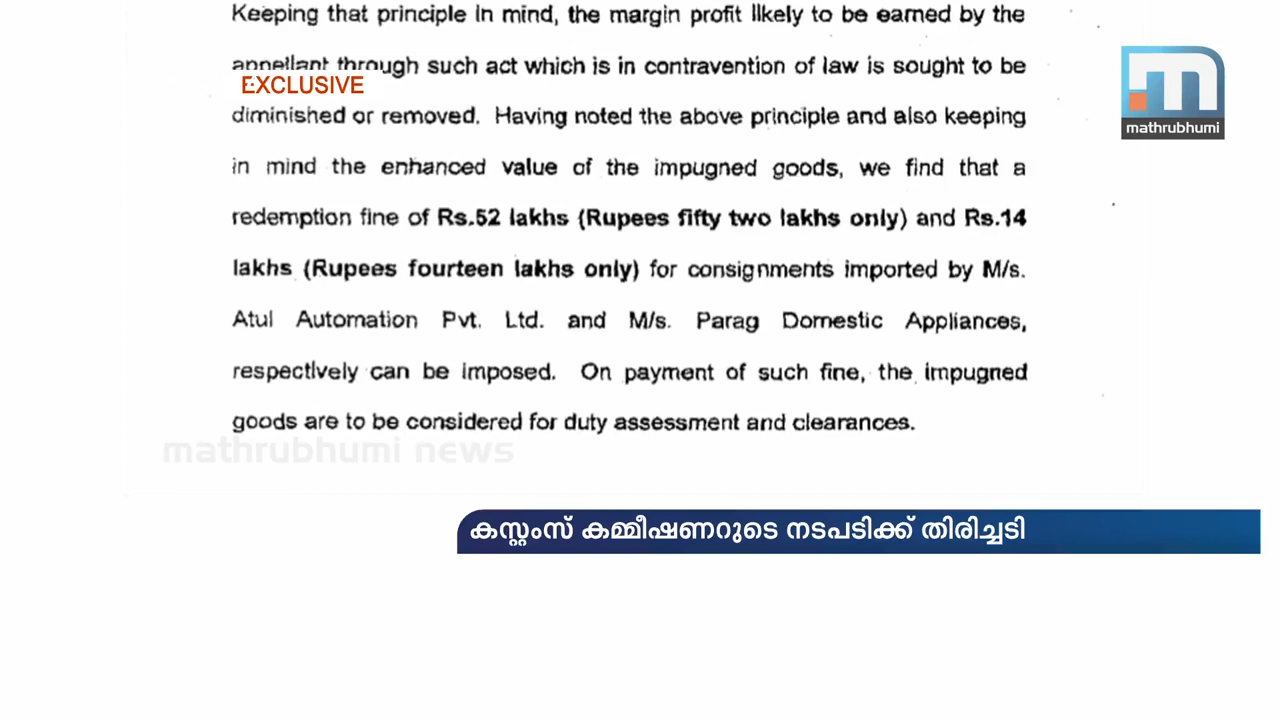 Keeping that principle in mind, the margin profit likely to be earned by the
appellant through such act which is in contravention of law is sought to be
EXCLUSIVE
diminished or removed. Having noted the above principle and also keeping
in mind the enhanced value of the impugned goods, we find that a
redemption fine of Rs.52 lakhs (Rupees fifty two lakhs only) and Rs.14
lakhs (Rupees fourteen lakhs only) for consignments imported by M/s.
Atul Automation Pvt. Ltd. and M/s. Parag Domestic Appliances,
respectively can be imposed. On payment of such fine, the impugned
goods are to be considered for duty assessment and clearances.
mathrubhumi
mathrubhumi news
കസ്റ്റംസ് കമ്മീഷണറുടെ നടപടിക്ക് തിരിച്ചടി